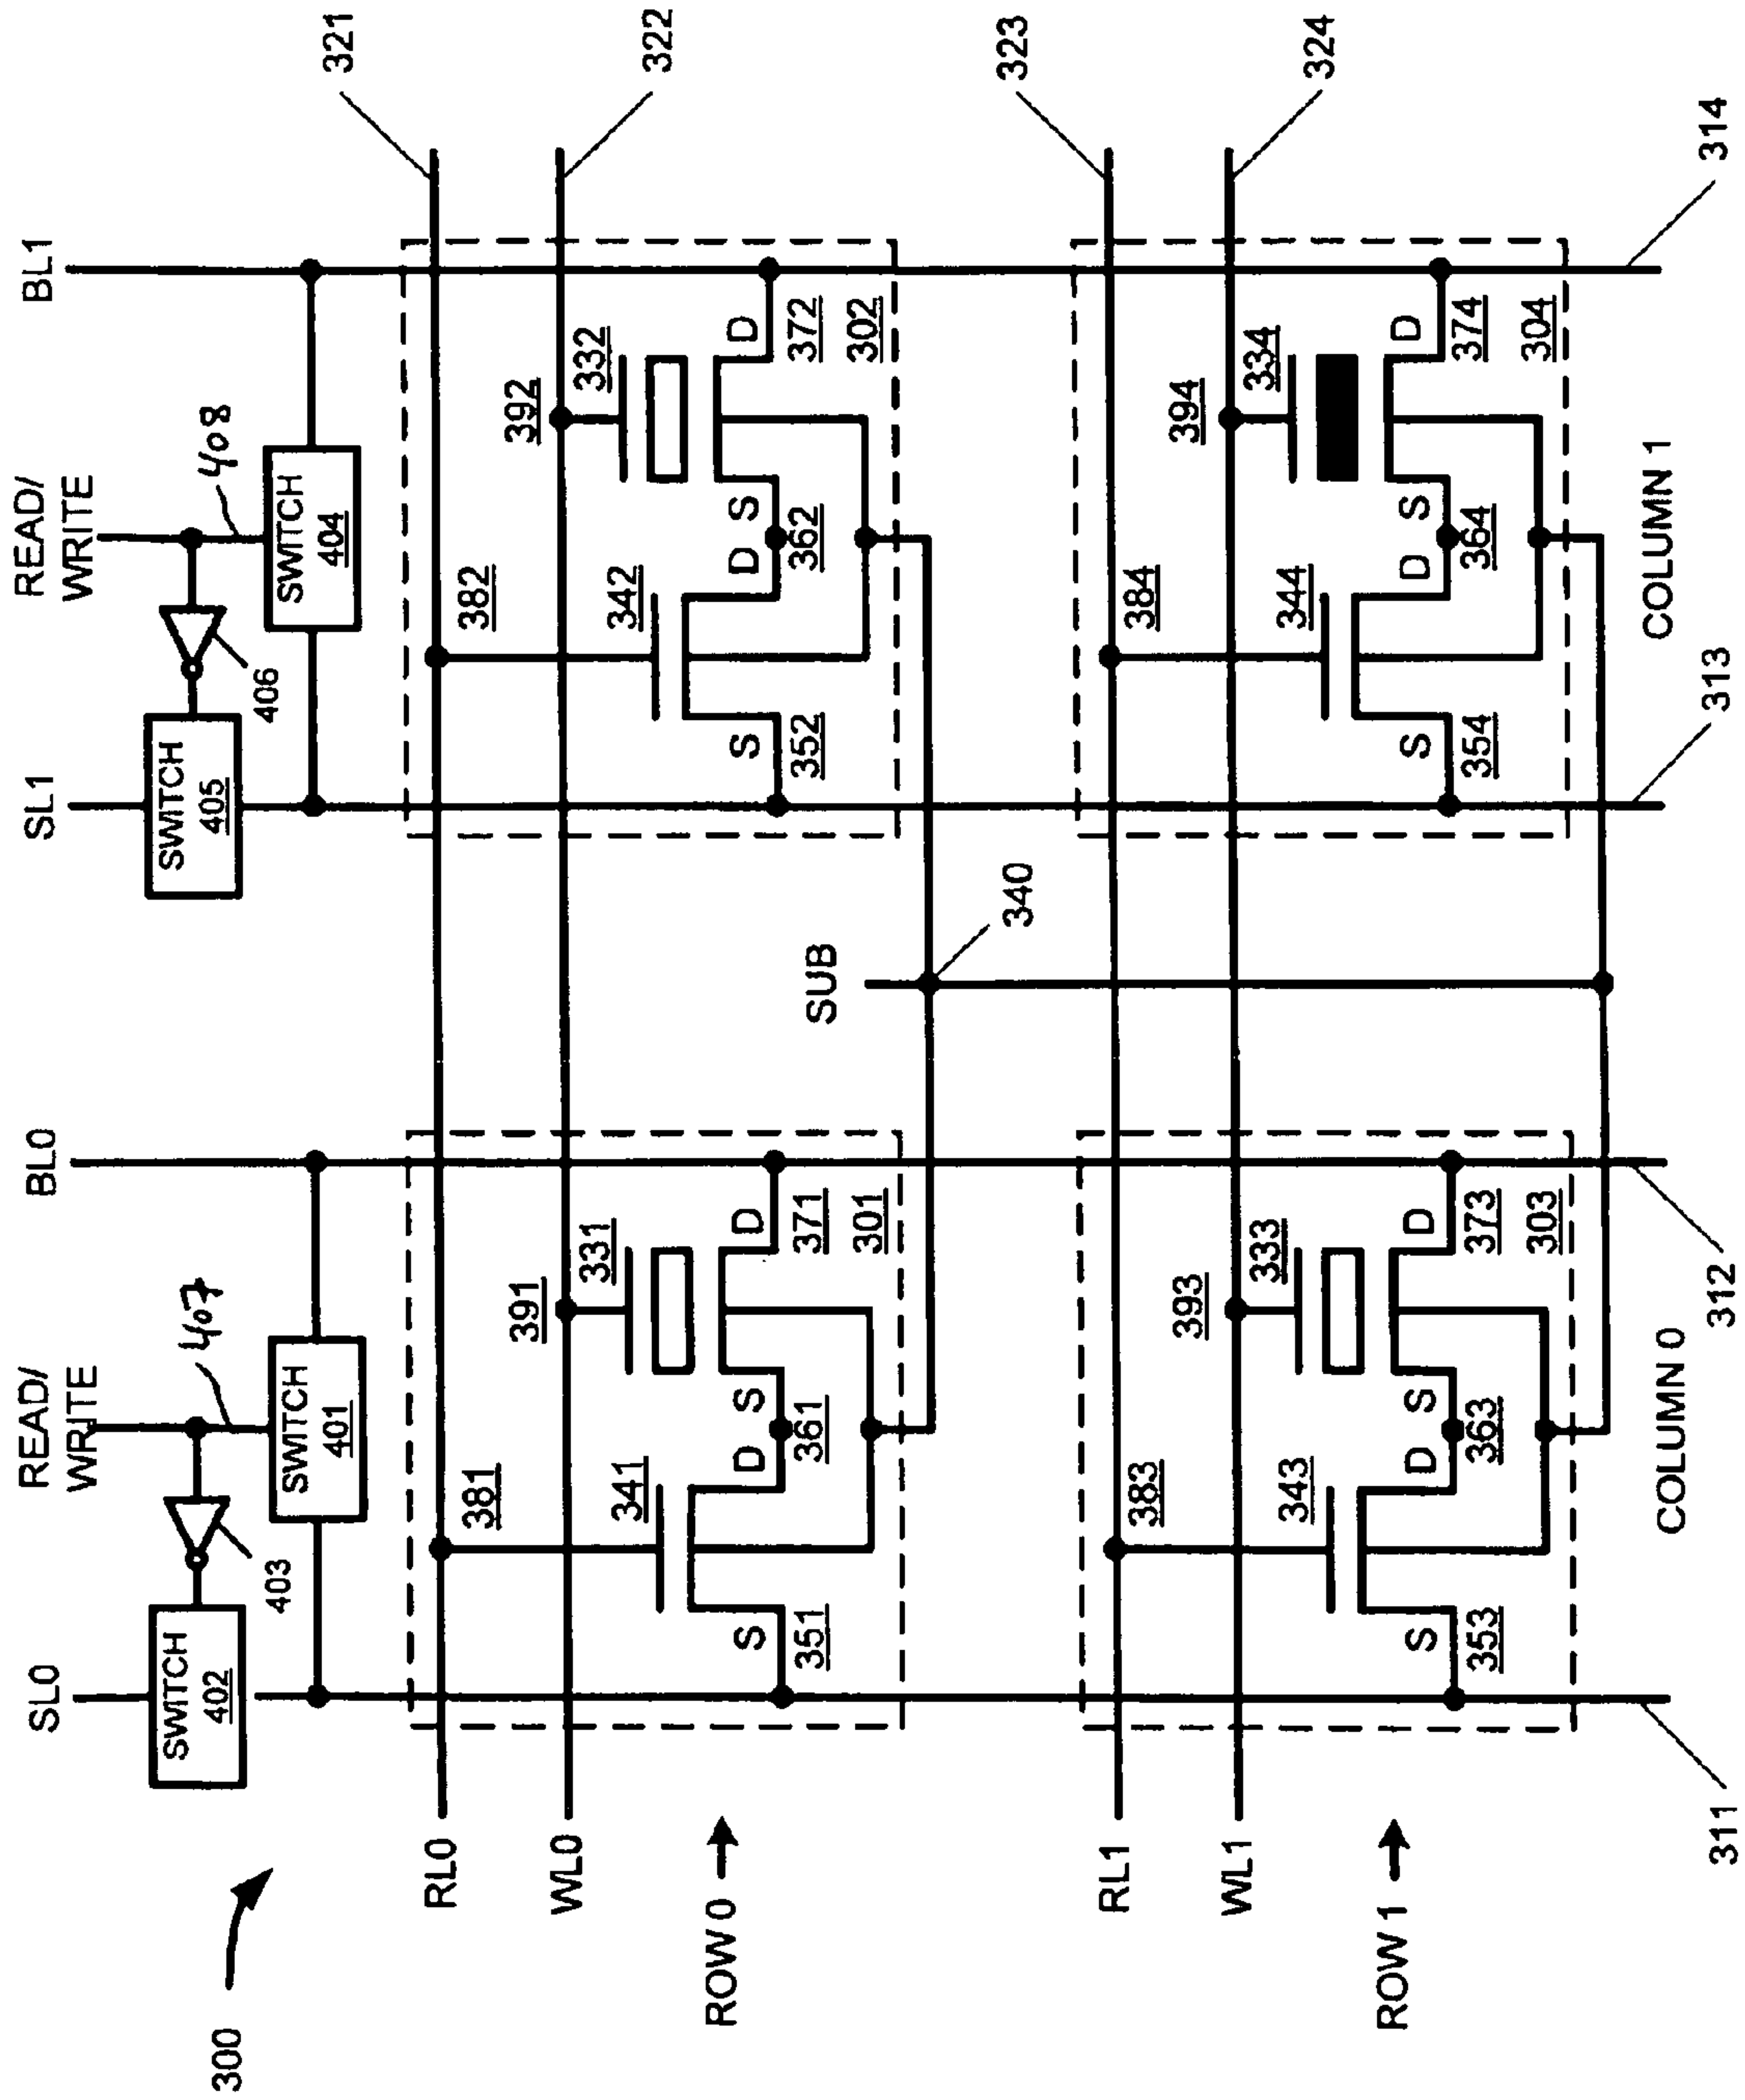 300
READ/
WRITE
READ/
WRITE
SL0
BL0
SL1
BL1
SWITCH
402
403
407
SWITCH
401
SWITCH
405
406
408
SWITCH
404
RL0
321
WL0
322
381
391
382
392
341
331
342
332
S
D
S
D
S
D
S
D
351
361
371
352
362
372
301
302
ROW 0
SUB
340
RL1
323
WL1
324
383
393
384
394
343
333
344
334
S
D
S
D
S
D
S
D
353
363
373
354
364
374
303
304
ROW 1
COLUMN 0
COLUMN 1
311
312
313
314